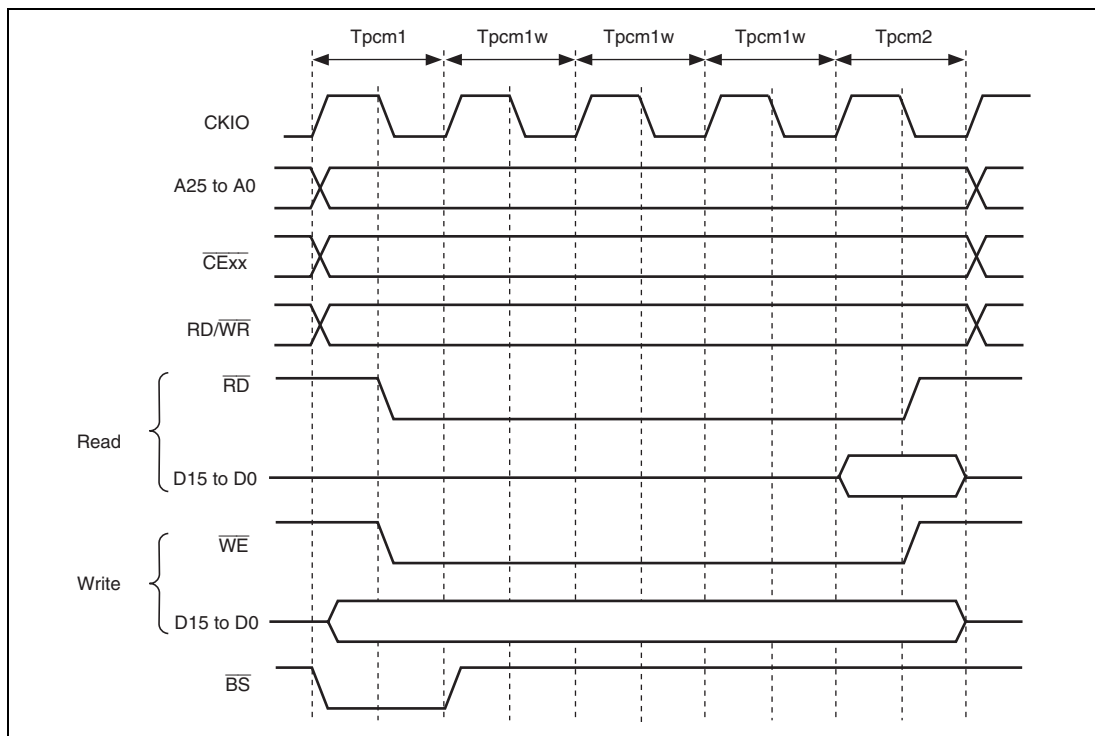 Tpcm1 Tpcm1w Tpcm1w Tpcm1w Tpcm2
CKIO
A25 to A0
CExx
RD/WR
RD
Read
D15 to D0
WE
Write
D15 to D0
BS